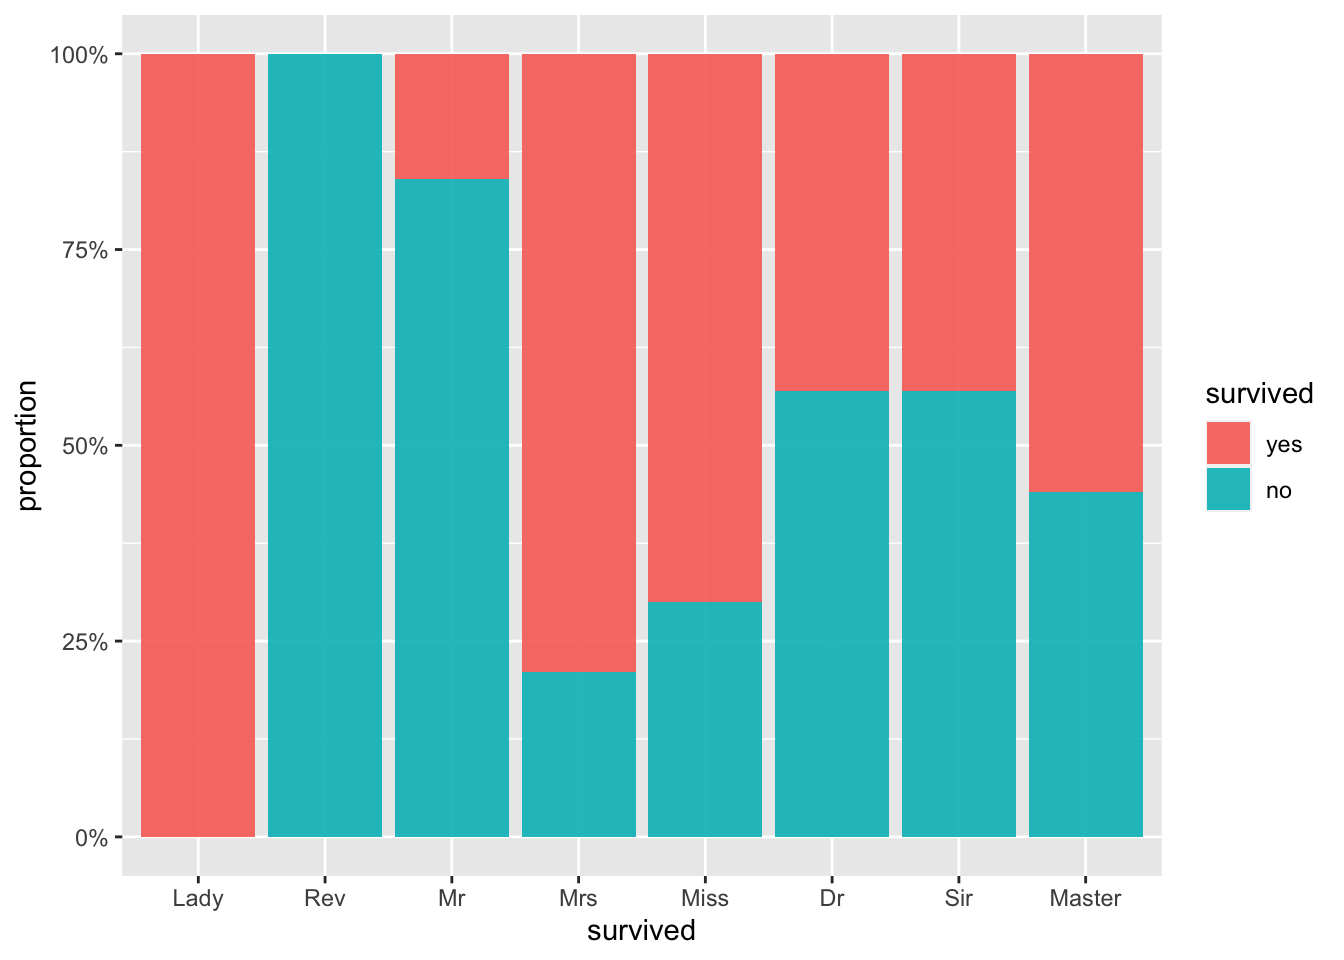 100%
75%
50%
25%
0%
proportion
Lady Rev Mr Mrs Miss Dr Sir Master
survived
survived
yes
no